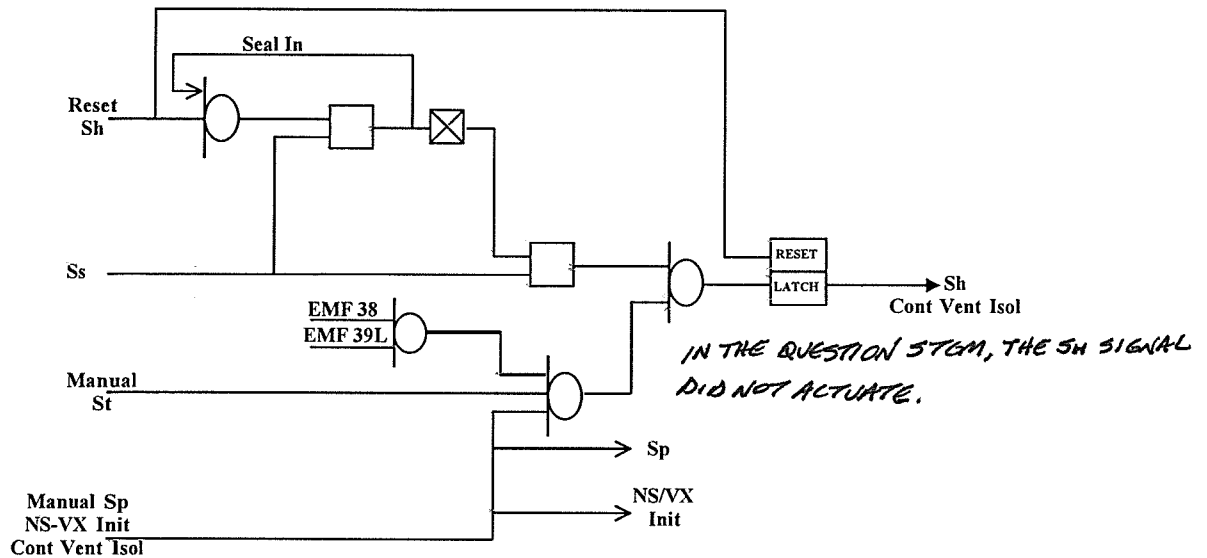 Seal In
Reset
Sh
Ss
RESET
LATCH
Sh
Cont Vent Isol
EMF 38
EMF 39L
IN THE QUESTION STEM, THE SH SIGNAL
DID NOT ACTUATE.
Manual
St
Sp
Manual Sp
NS-VX Init
Cont Vent Isol
NS/VX
Init